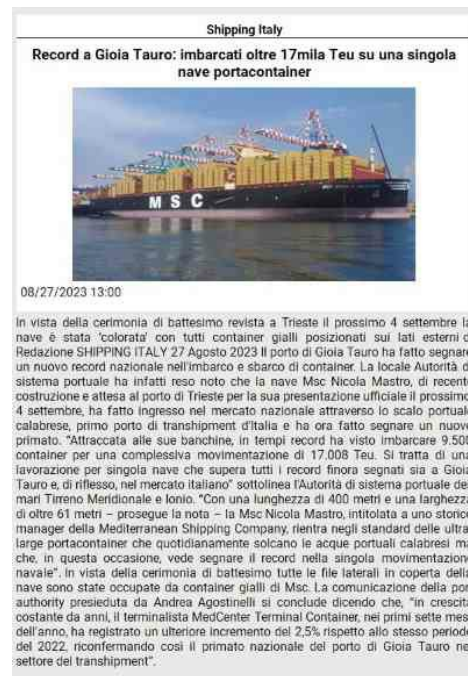 Shipping Italy
Record a Gioia Tauro: imbarcati oltre 17mila Teu su una singola
nave portacontainer
M S C
08/27/2023 13:00
In vista della cerimonia di battesimo revista a Trieste il prossimo 4 settembre la
nave è stata 'colorata' con tutti container gialli posizionati sui lati esterni
Redazione SHIPPING ITALY 27 Agosto 2023 Il porto di Gioia Tauro ha fatto segnare
un nuovo record nazionale nell'imbarco e sbarco di container. La locale Autorità di
sistema portuale ha infatti reso noto che la nave Msc Nicola Mastro, di recente
costruzione e attesa al porto di Trieste per la sua presentazione ufficiale il prossimo
4 settembre, ha fatto ingresso nel mercato nazionale attraverso lo scalo portuale
calabrese, primo porto di transhipment d'Italia e ha ora fatto segnare un nuovo
primato. "Attraccata alle sue banchine, in tempi record ha visto imbarcare 9.500
container per una complessiva movimentazione di 17.008 Teu. Si tratta di una
lavorazione per singola nave che supera tutti i record finora segnati sia a Gioia
Tauro e, di riflesso, nel mercato italiano" sottolinea l'Autorità di sistema portuale dei
mari Tirreno Meridionale e Ionio. "Con una lunghezza di 400 metri e una larghezza
di oltre 61 metri – prosegue la nota – la Msc Nicola Mastro, intitolata a uno storico
manager della Mediterranean Shipping Company, rientra negli standard delle ultra
large portacontainer che quotidianamente solcano le acque portuali calabresi ma
che, in questa occasione, vede segnare il record nella singola movimentazione
navale". In vista della cerimonia di battesimo tutte le file laterali in coperta della
nave sono state occupate da container gialli di Msc. La comunicazione della port
authority presieduta da Andrea Agostinelli si conclude dicendo che, "in crescita
costante da anni, il terminalista MedCenter Terminal Container, nei primi sette mesi
dell'anno, ha registrato un ulteriore incremento del 2,5% rispetto allo stesso periodo
del 2022, riconfermando così il primato nazionale del porto di Gioia Tauro nel
settore del transhipment".